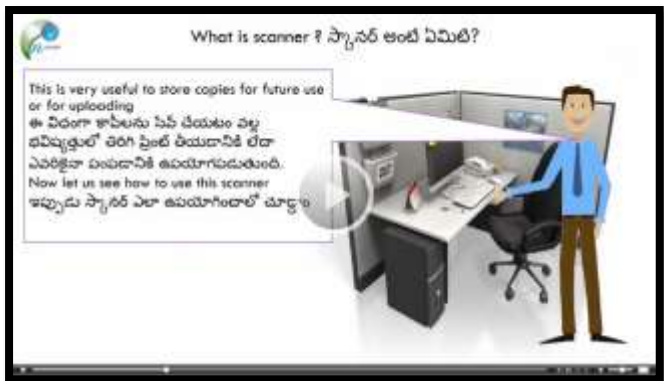 What is scanner ? స్కానర్ అంటే ఏమిటి?
This is very useful to store copies for future use
or for uploading
ఈ విధంగా కాపీలను సేవ్ చేయటం వల్ల
భవిష్యత్తులో తిరిగి ప్రింట్ తీయడానికి లేదా
ఎవరికైనా పంపడానికి ఉపయోగపడుతుంది.
Now let us see how to use this scanner
ఇప్పుడు స్కానర్ ఎలా ఉపయోగించాలో చూద్దాం